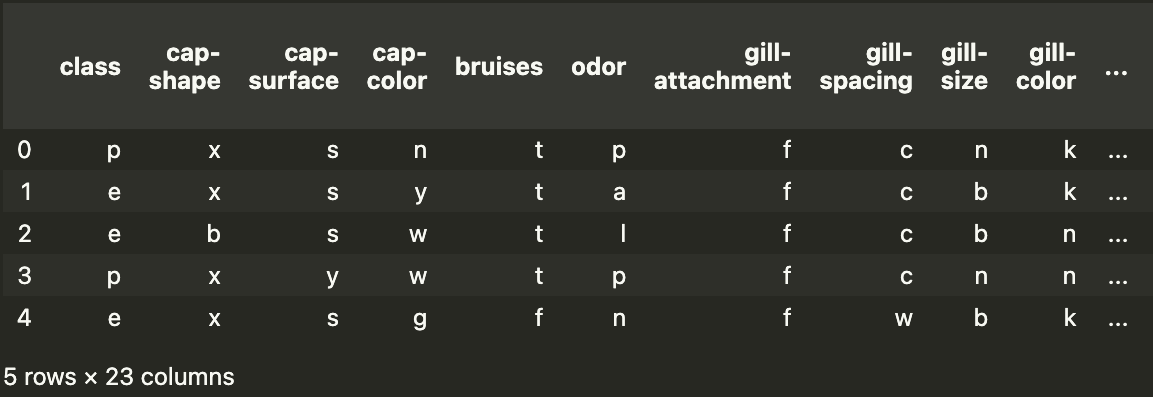 class cap-shape cap-surface cap-color bruises odor gill-attachment gill-spacing gill-size gill-color ...
0 p x s n t p f c n k ...
1 e x s y t a f c b k ...
2 e b s w t l f c b n ...
3 p x y w t p f c n n ...
4 e x s g f n f w b k ...
5 rows × 23 columns